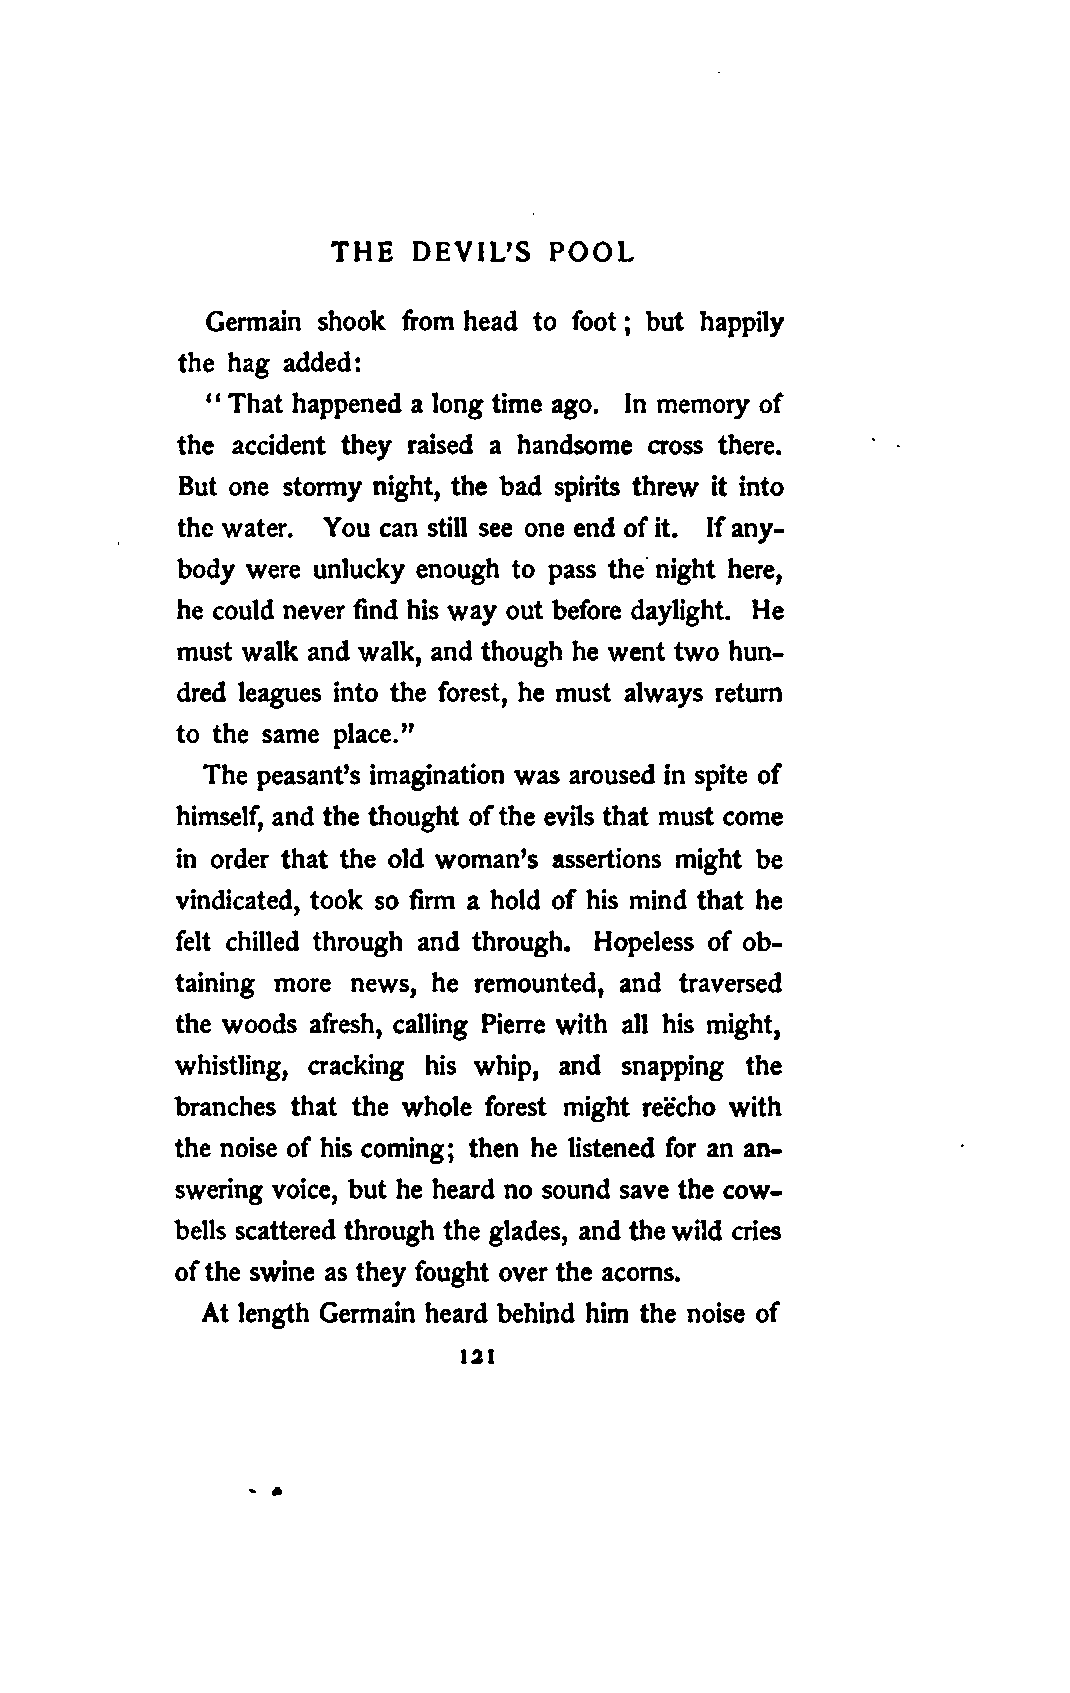 THE DEVIL'S POOL
Germain shook from head to foot; but happily
the hag added:
"That happened a long time ago. In memory of
the accident they raised a handsome cross there.
But one stormy night, the bad spirits threw it into
the water. You can still see one end of it. If any-
body were unlucky enough to pass the night here,
he could never find his way out before daylight. He
must walk and walk, and though he went two hun-
dred leagues into the forest, he must always return
to the same place."
The peasant's imagination was aroused in spite of
himself, and the thought of the evils that must come
in order that the old woman's assertions might be
vindicated, took so firm a hold of his mind that he
felt chilled through and through. Hopeless of ob-
taining more news, he remounted, and traversed
the woods afresh, calling Pierre with all his might,
whistling, cracking his whip, and snapping the
branches that the whole forest might reëcho with
the noise of his coming; then he listened for an an-
swering voice, but he heard no sound save the cow-
bells scattered through the glades, and the wild cries
of the swine as they fought over the acorns.
At length Germain heard behind him the noise of
121